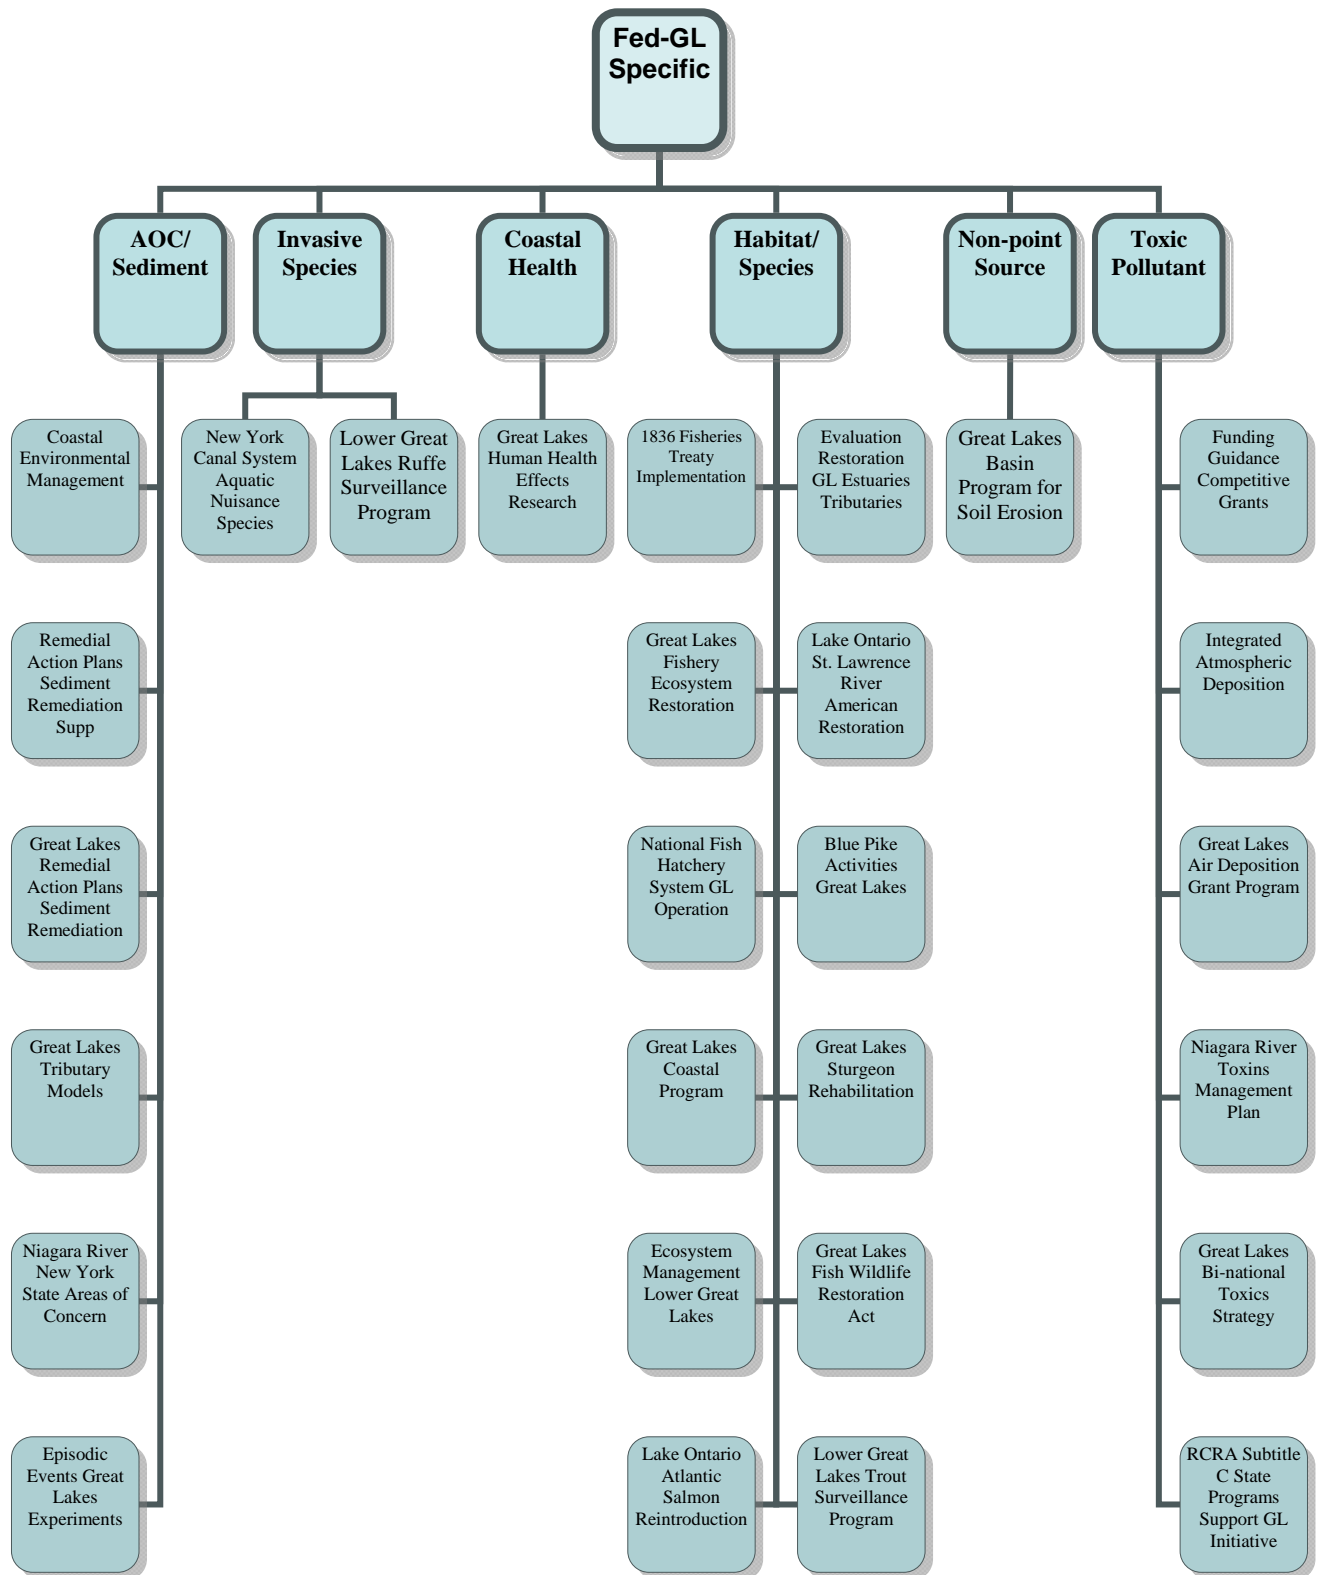 Fed-GL
Specific
AOC/
Sediment
Invasive
Species
Coastal
Health
Habitat/
Species
Non-point
Source
Toxic
Pollutant
Coastal
Environmental
Management
New York
Canal System
Aquatic
Nuisance
Species
Lower Great
Lakes Ruffe
Surveillance
Program
Great Lakes
Human Health
Effects
Research
1836 Fisheries
Treaty
Implementation
Evaluation
Restoration
GL Estuaries
Tributaries
Great Lakes
Basin
Program for
Soil Erosion
Funding
Guidance
Competitive
Grants
Remedial
Action Plans
Sediment
Remediation
Supp
Great Lakes
Fishery
Ecosystem
Restoration
Lake Ontario
St. Lawrence
River
American
Restoration
Integrated
Atmospheric
Deposition
Great Lakes
Remedial
Action Plans
Sediment
Remediation
National Fish
Hatchery
System GL
Operation
Blue Pike
Activities
Great Lakes
Great Lakes
Air Deposition
Grant Program
Great Lakes
Tributary
Models
Great Lakes
Coastal
Program
Great Lakes
Sturgeon
Rehabilitation
Niagara River
Toxins
Management
Plan
Niagara River
New York
State Areas of
Concern
Ecosystem
Management
Lower Great
Lakes
Great Lakes
Fish Wildlife
Restoration
Act
Great Lakes
Bi-national
Toxics
Strategy
Episodic
Events Great
Lakes
Experiments
Lake Ontario
Atlantic
Salmon
Reintroduction
Lower Great
Lakes Trout
Surveillance
Program
RCRA Subtitle
C State
Programs
Support GL
Initiative